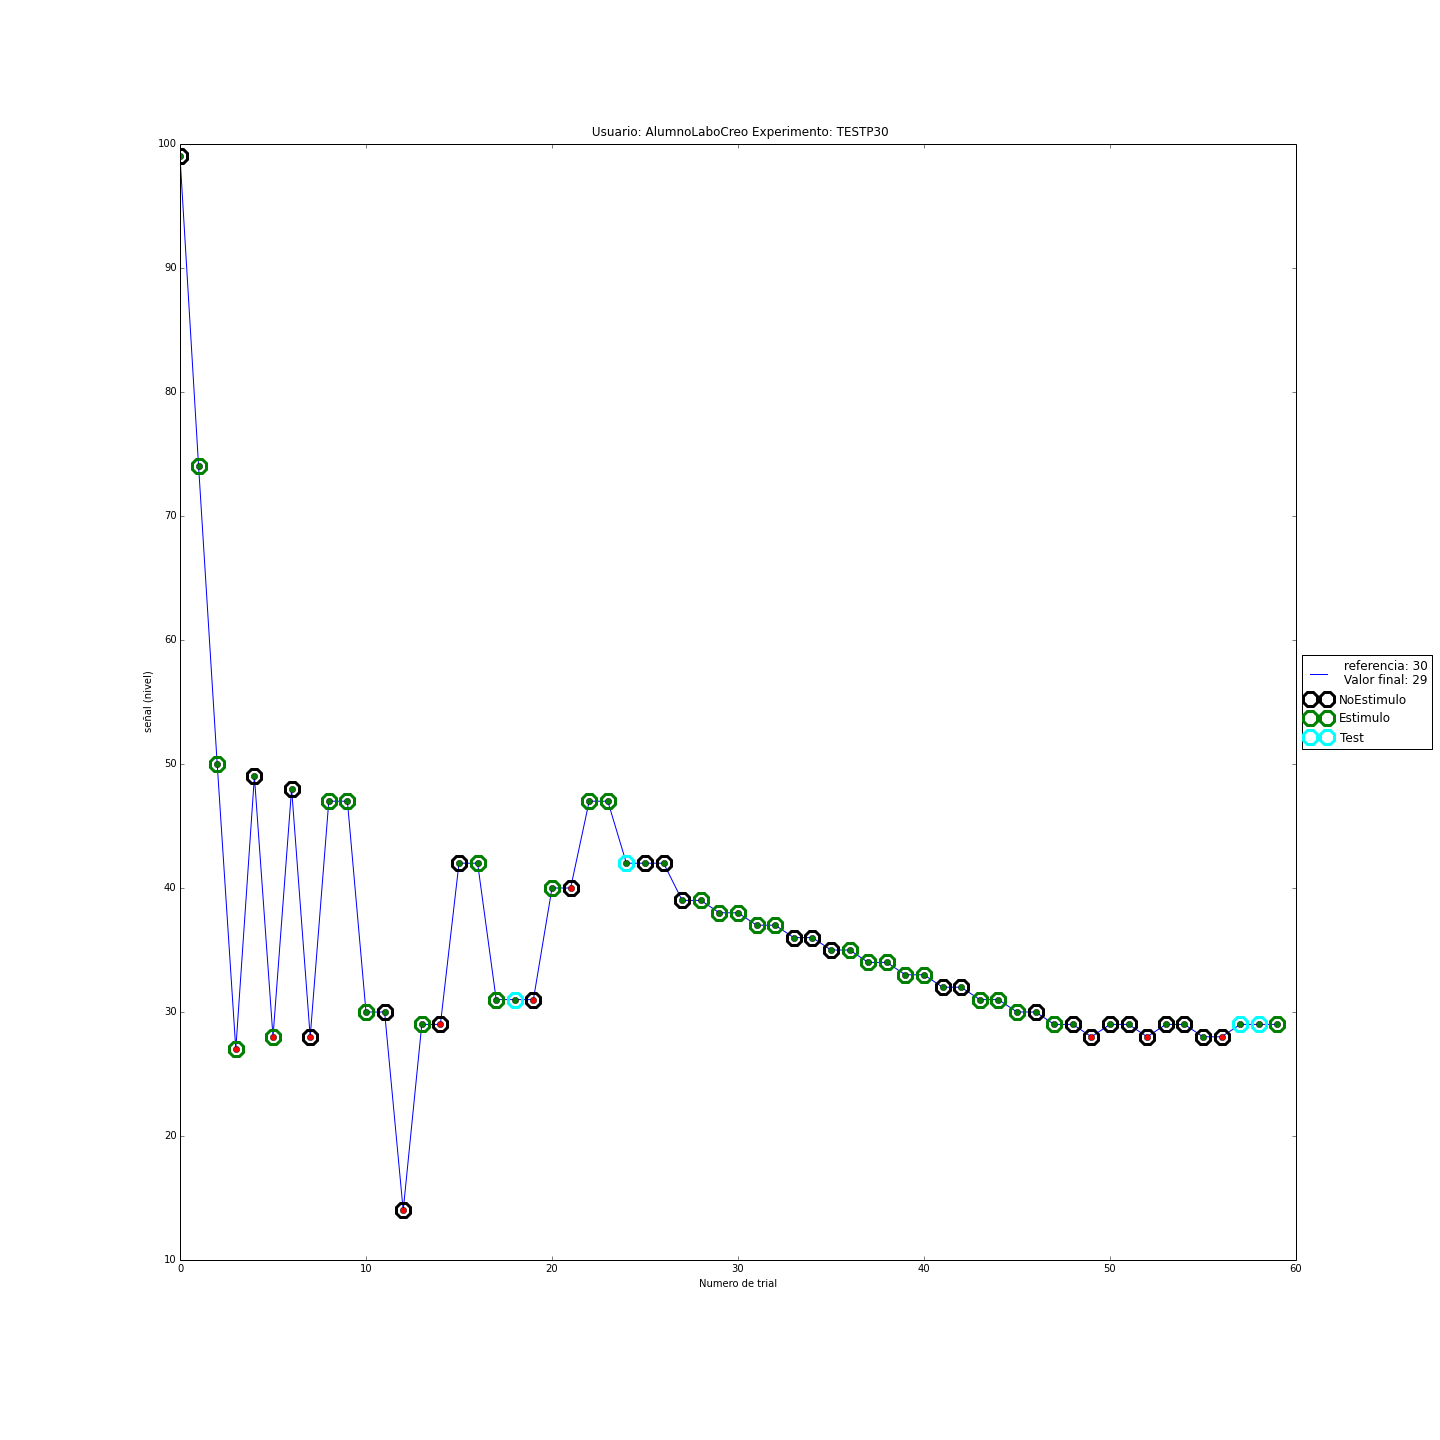 Usuario: AlumnoLaboCreo Experimento: TESTP30
100
90
80
70
60
50
40
30
20
10
señal (nivel)
0
10
20
30
40
50
60
Numero de trial
referencia: 30
Valor final: 29
NoEstimulo
Estimulo
Test